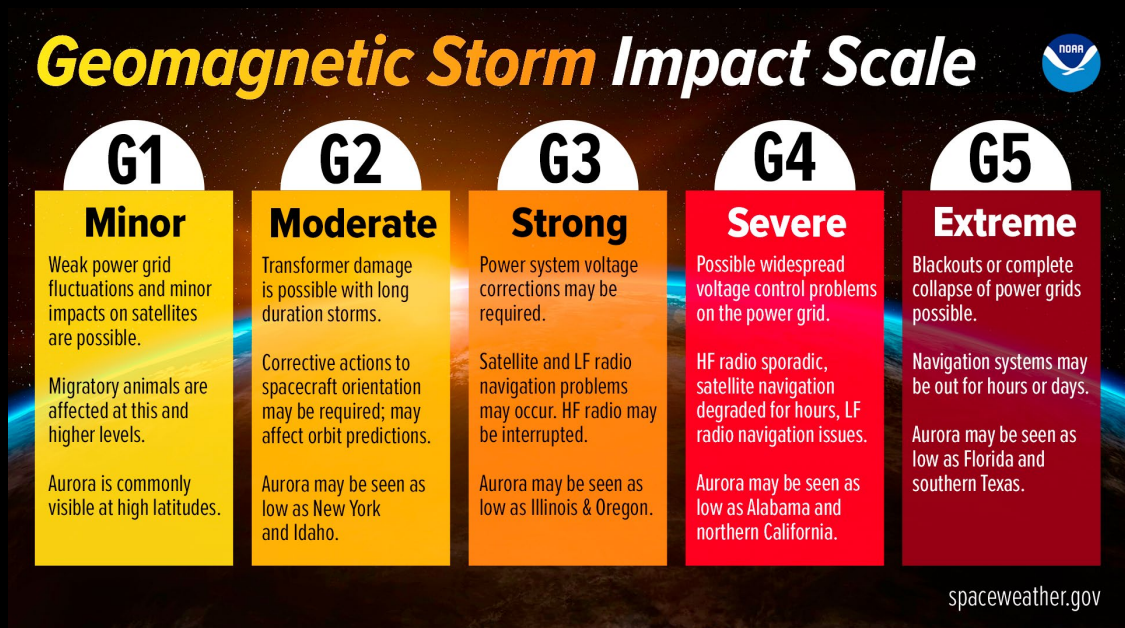 Geomagnetic Storm Impact Scale
NOAA
G1
Minor
Weak power grid
fluctuations and minor
impacts on satellites
are possible.
Migratory animals are
affected at this and
higher levels.
Aurora is commonly
visible at high latitudes.
G2
Moderate
Transformer damage
is possible with long
duration storms.
Corrective actions to
spacecraft orientation
may be required; may
affect orbit predictions.
Aurora may be seen as
low as New York
and Idaho.
G3
Strong
Power system voltage
corrections may be
required.
Satellite and LF radio
navigation problems
may occur. HF radio may
be interrupted.
Aurora may be seen as
low as Illinois & Oregon.
G4
Severe
Possible widespread
voltage control problems
on the power grid.
HF radio sporadic,
satellite navigation
degraded for hours, LF
radio navigation issues.
Aurora may be seen as
low as Alabama and
northern California.
G5
Extreme
Blackouts or complete
collapse of power grids
possible.
Navigation systems may
be out for hours or days.
Aurora may be seen as
low as Florida and
southern Texas.
spaceweather.gov